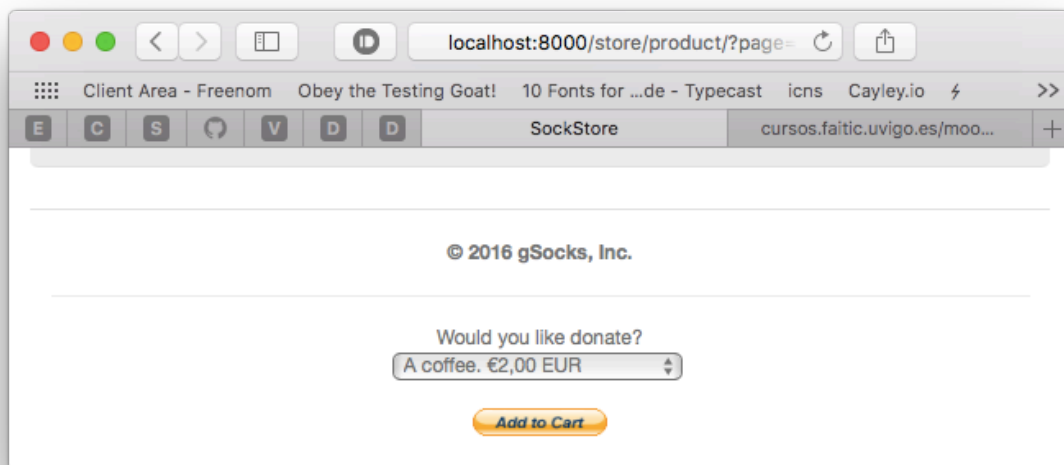 localhost:8000/store/product/?page=
Client Area - Freenom Obey the Testing Goat! 10 Fonts for ...de - Typecast icns Cayley.io >>
E C S V D D SockStore cursos.faitic.uvigo.es/moo... +
© 2016 gSocks, Inc.
Would you like donate?
A coffee. €2,00 EUR
Add to Cart